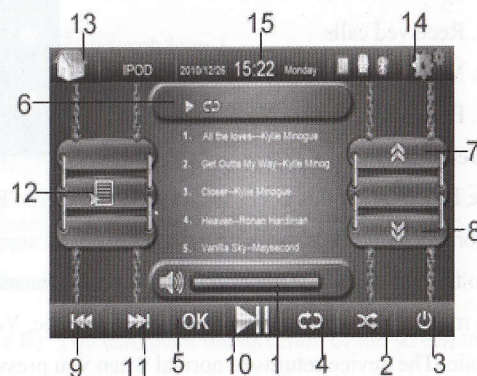 Received calls
13 15 14
IPOD 2010/12/26 15:22 Monday
6
1. All the loves---Kylie Minogue
7
2. Get Outta My Way--Kylie Minog
12
3. Closer--Kylie Minogue
4. Heaven--Ronan Hardiman
8
5. Vanilla Sky--Maysecond
OK
9 11 5 10 1 4 2 3